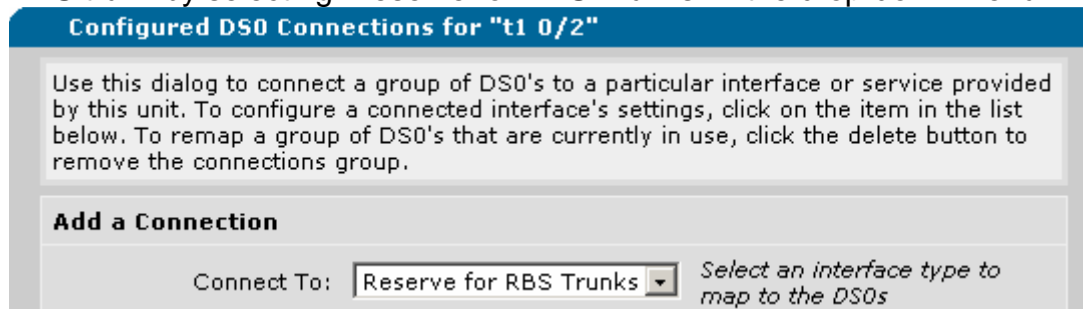 Configured DS0 Connections for "t1 0/2"
Use this dialog to connect a group of DS0's to a particular interface or service provided
by this unit. To configure a connected interface's settings, click on the item in the list
below. To remap a group of DS0's that are currently in use, click the delete button to
remove the connections group.
Add a Connection
Connect To: Reserve for RBS Trunks Select an interface type to
map to the DS0s